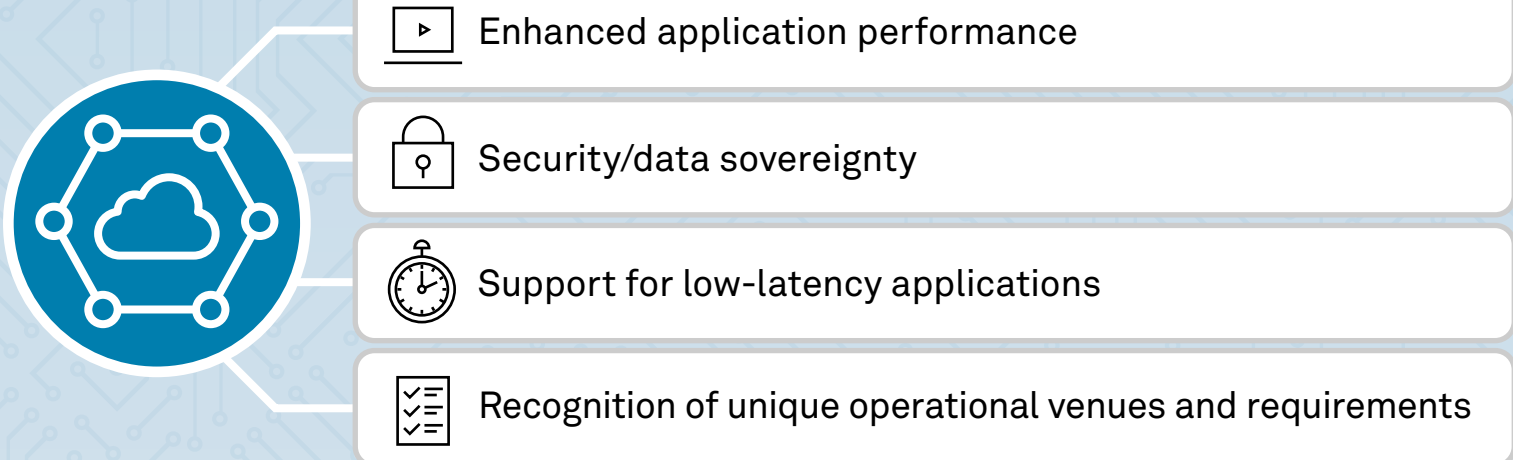 Enhanced application performance
Security/data sovereignty
Support for low-latency applications
Recognition of unique operational venues and requirements